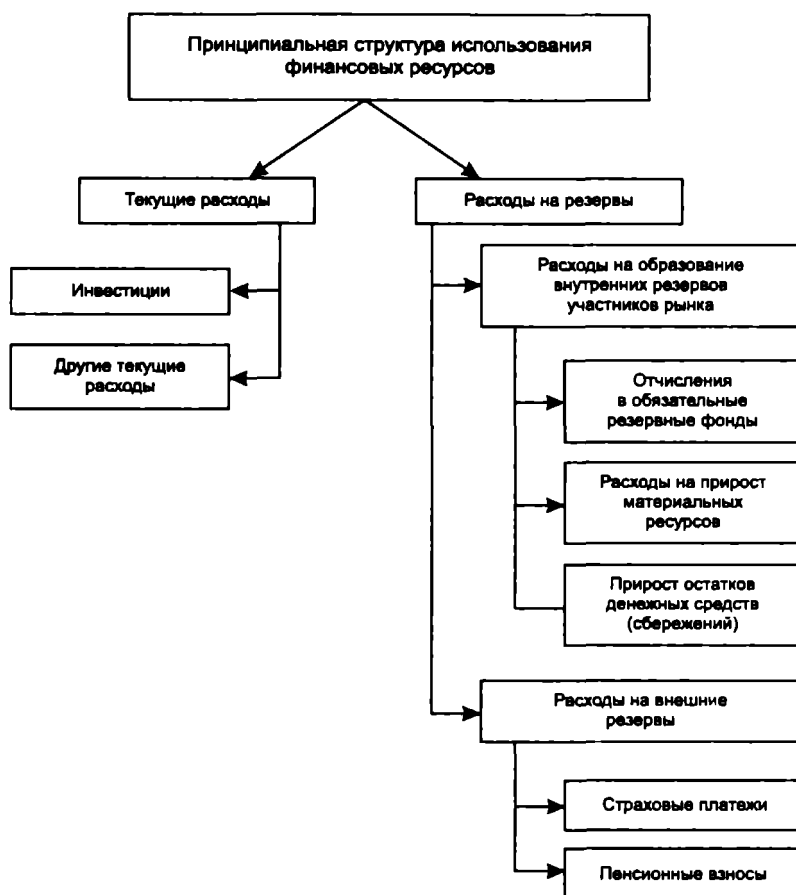 Принципиальная структура использования
финансовых ресурсов
Текущие расходы
Расходы на резервы
Инвестиции
Другие текущие
расходы
Расходы на образование
внутренних резервов
участников рынка
Отчисления
в обязательные
резервные фонды
Расходы на прирост
материальных
ресурсов
Прирост остатков
денежных средств
(сбережений)
Расходы на внешние
резервы
Страховые платежи
Пенсионные взносы